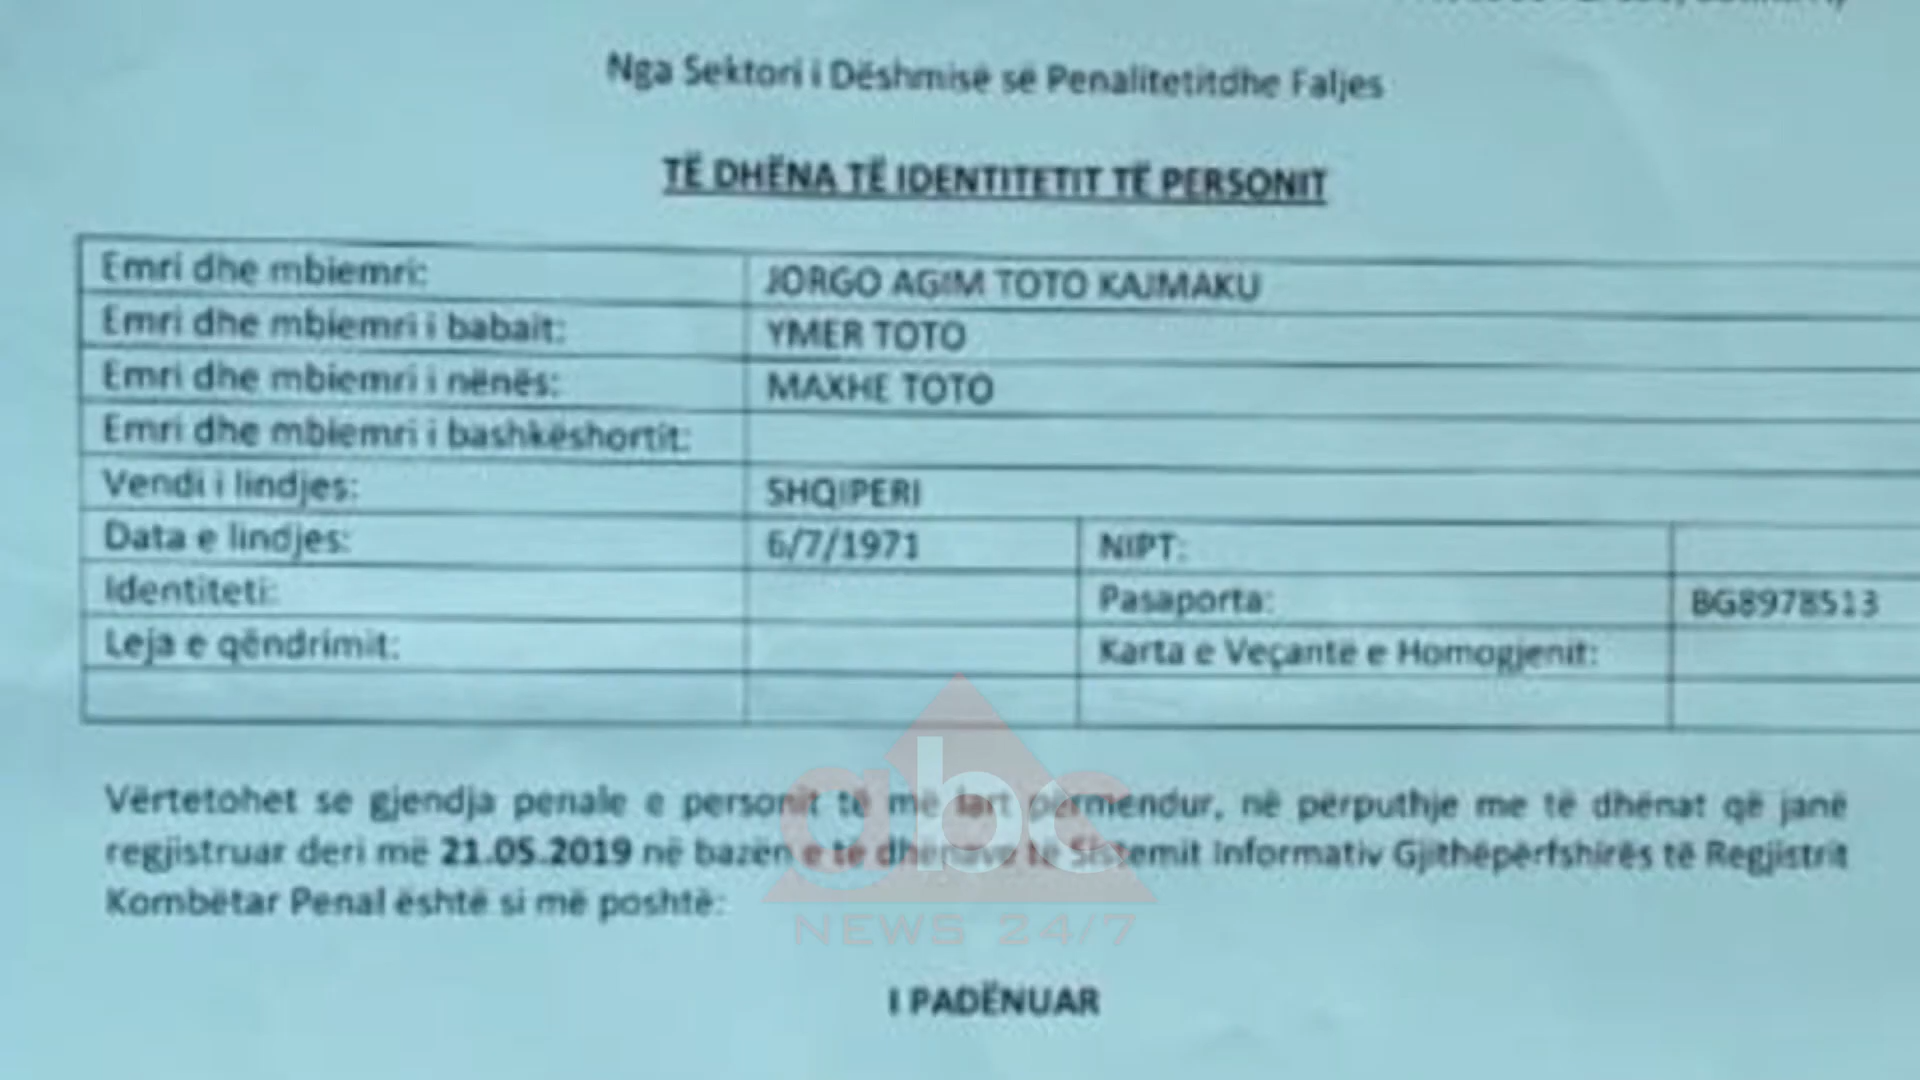 Nga Sektori i Dëshmisë së Penalitetitdhe Faljes
TË DHËNA TË IDENTITETIT TË PERSONIT
Emri dhe mbiemri: JORGO AGIM TOTO KAJMAKU
Emri dhe mbiemri i babait: YMER TOTO
Emri dhe mbiemri i nënës: MAXHE TOTO
Emri dhe mbiemri i bashkëshortit:
Vendi i lindjes: SHQIPERI
Data e lindjes: 6/7/1971 NIPT:
Identiteti: Pasaporta: BG8978513
Leja e qëndrimit: Karta e Veçantë e Homogjenit:
Vërtetohet se gjendja penale e personit të më lart përmendur, në përputhje me të dhënat që janë
regjistruar deri më 21.05.2019 në bazën e të dhënave të Sistemit Informativ Gjithëpërfshirës të Regjistrit
Kombëtar Penal është si më poshtë:
abc
NEWS 24/7
I PADËNUAR